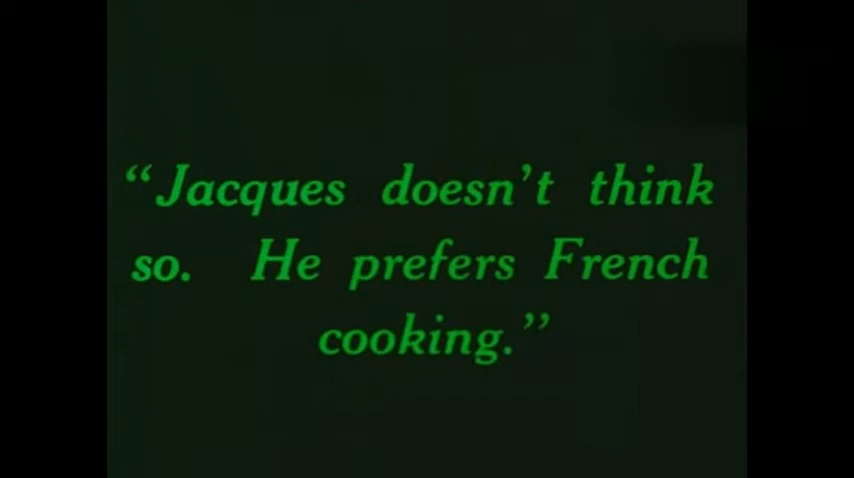 “Jacques doesn’t think
so. He prefers French
cooking.”